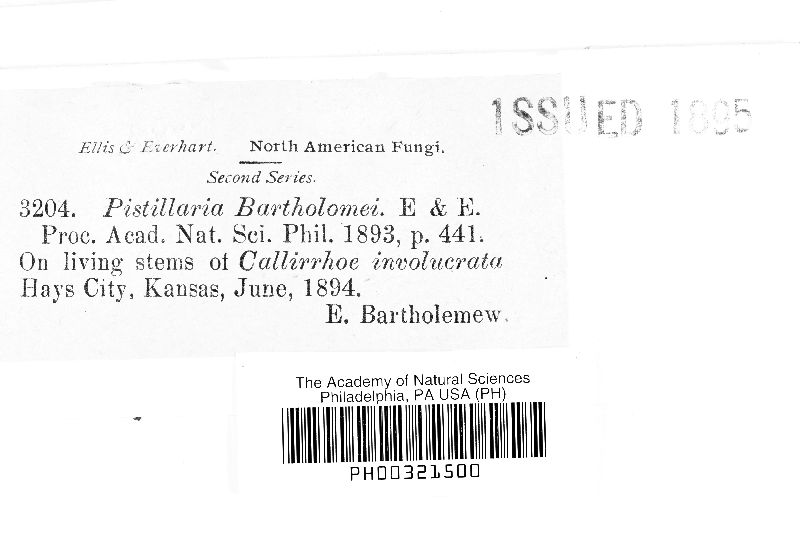 ISSUED 1895
Ellis & Everhart. North American Fungi.
Second Series.
3204. Pistillaria Bartholomei. E & E.
Proc. Acad. Nat. Sci. Phil. 1893, p. 441.
On living stems of Callirrhoe involucrata
Hays City, Kansas, June, 1894.
E. Bartholemew.
The Academy of Natural Sciences
Philadelphia, PA USA (PH)
PH00321500